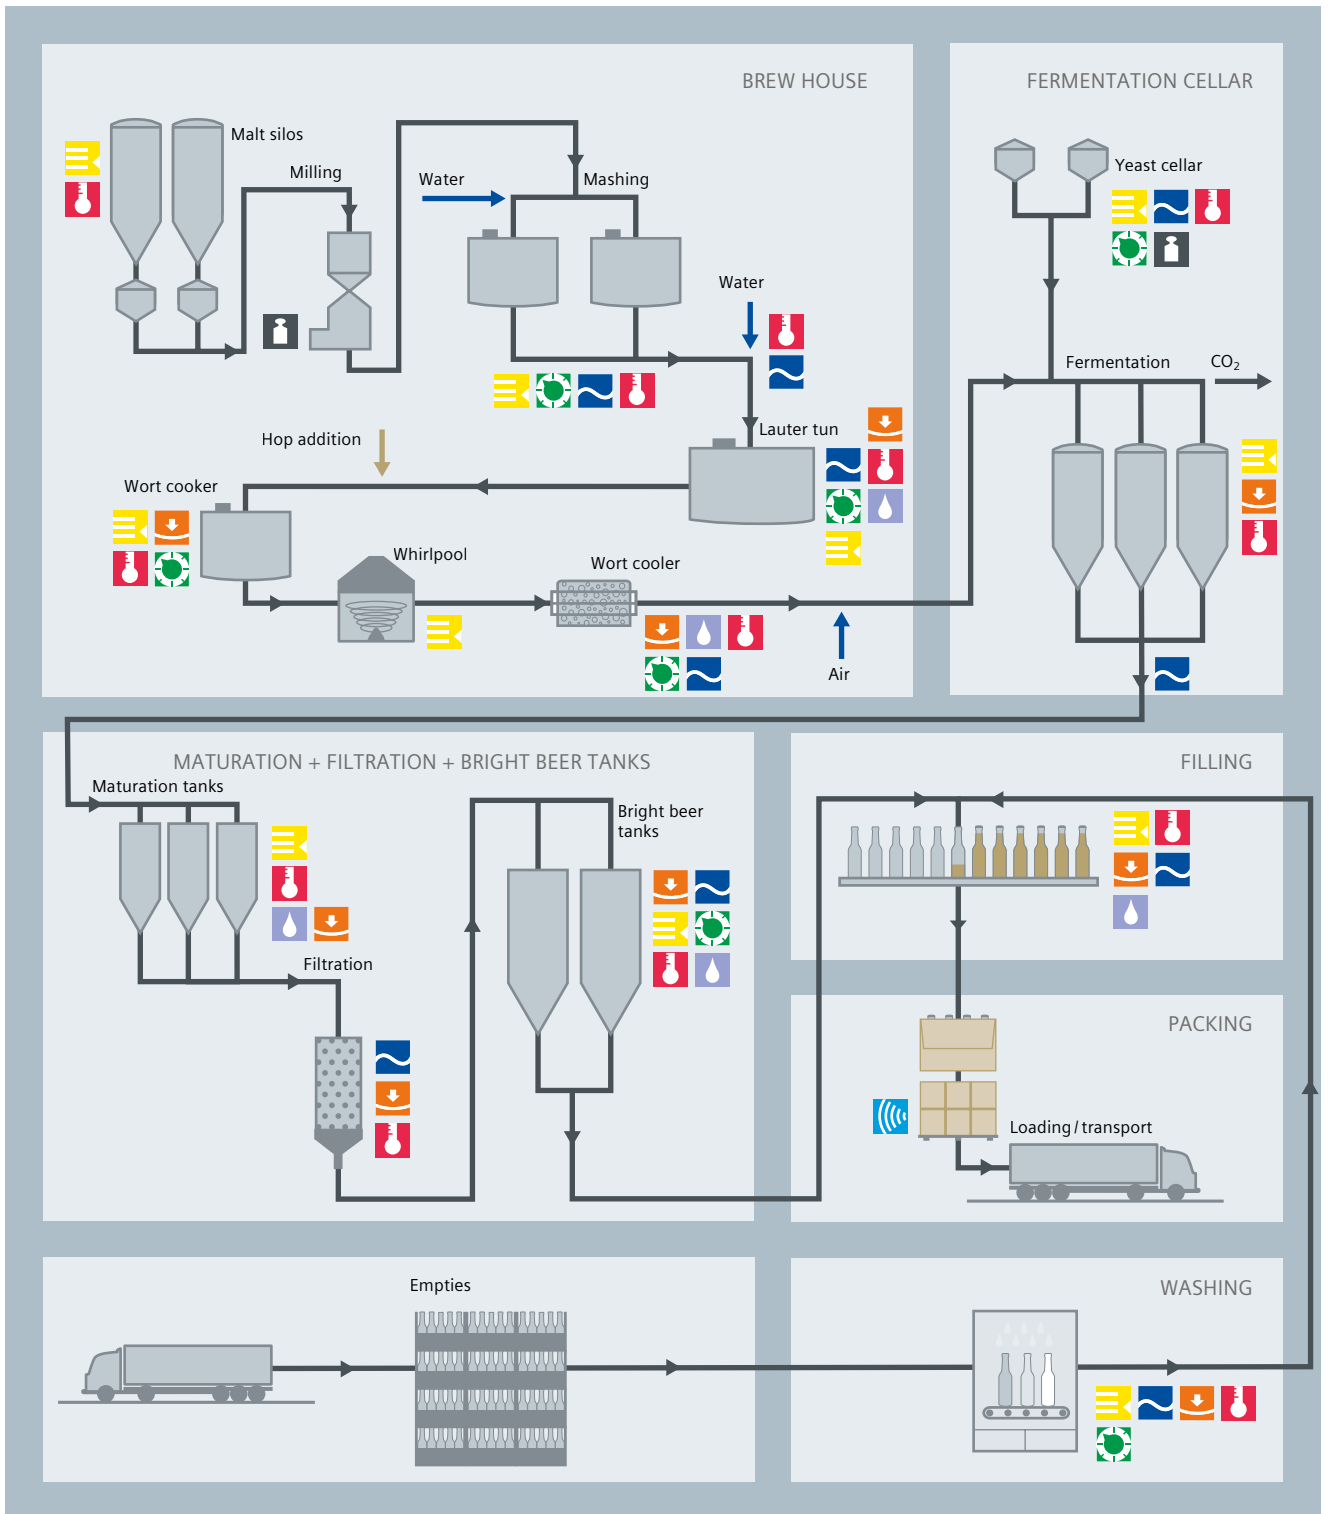 BREW HOUSE
Malt silos
Milling
Water
Mashing
Water
Lauter tun
Hop addition
Wort cooker
Whirlpool
Wort cooler
Air
FERMENTATION CELLAR
Yeast cellar
Fermentation
CO₂
MATURATION + FILTRATION + BRIGHT BEER TANKS
Maturation tanks
Filtration
Bright beer
tanks
FILLING
PACKING
Loading / transport
Empties
WASHING